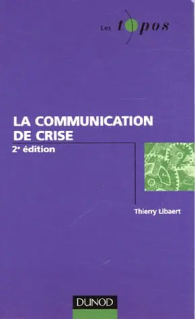 Les topos
LA COMMUNICATION
DE CRISE
2e édition
Thierry Libaert
DUNOD